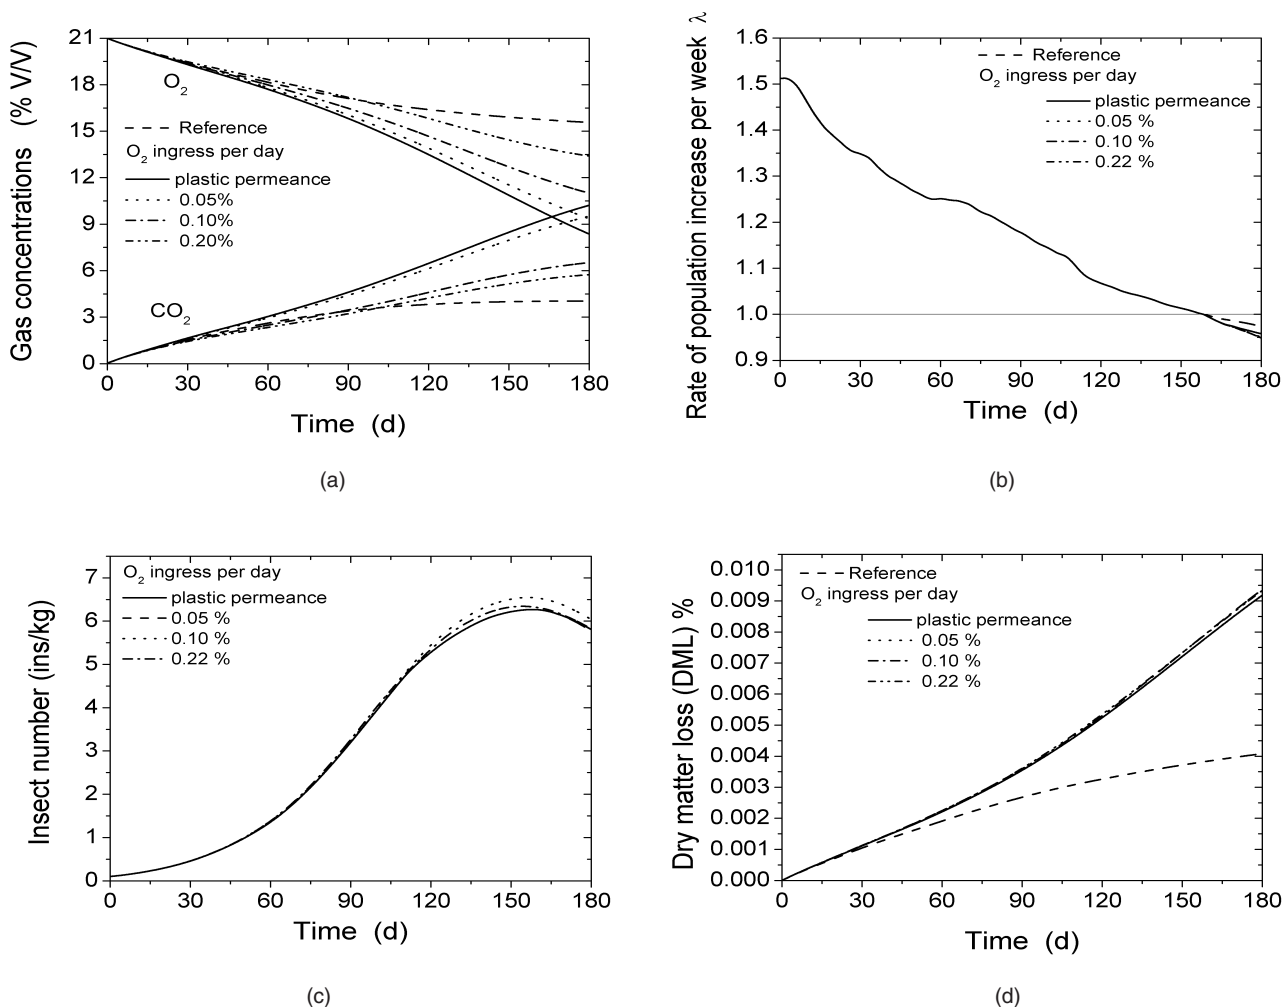 Gas concentrations (% V/V)
21
18
15
12
9
6
3
0
O2
Reference
O2 ingress per day
plastic permeance
0.05%
0.10%
0.20%
CO2
0 30 60 90 120 150 180
Time (d)
(a)
Rate of population increase per week λ
1.6
1.5
1.4
1.3
1.2
1.1
1.0
0.9
Reference
O2 ingress per day
plastic permeance
0.05 %
0.10 %
0.22 %
0 30 60 90 120 150 180
Time (d)
(b)
Insect number (ins/kg)
7
6
5
4
3
2
1
0
O2 ingress per day
plastic permeance
0.05 %
0.10 %
0.22 %
0 30 60 90 120 150 180
Time (d)
(c)
Dry matter loss (DML) %
0.010
0.009
0.008
0.007
0.006
0.005
0.004
0.003
0.002
0.001
0.000
Reference
O2 ingress per day
plastic permeance
0.05 %
0.10 %
0.22 %
0 30 60 90 120 150 180
Time (d)
(d)